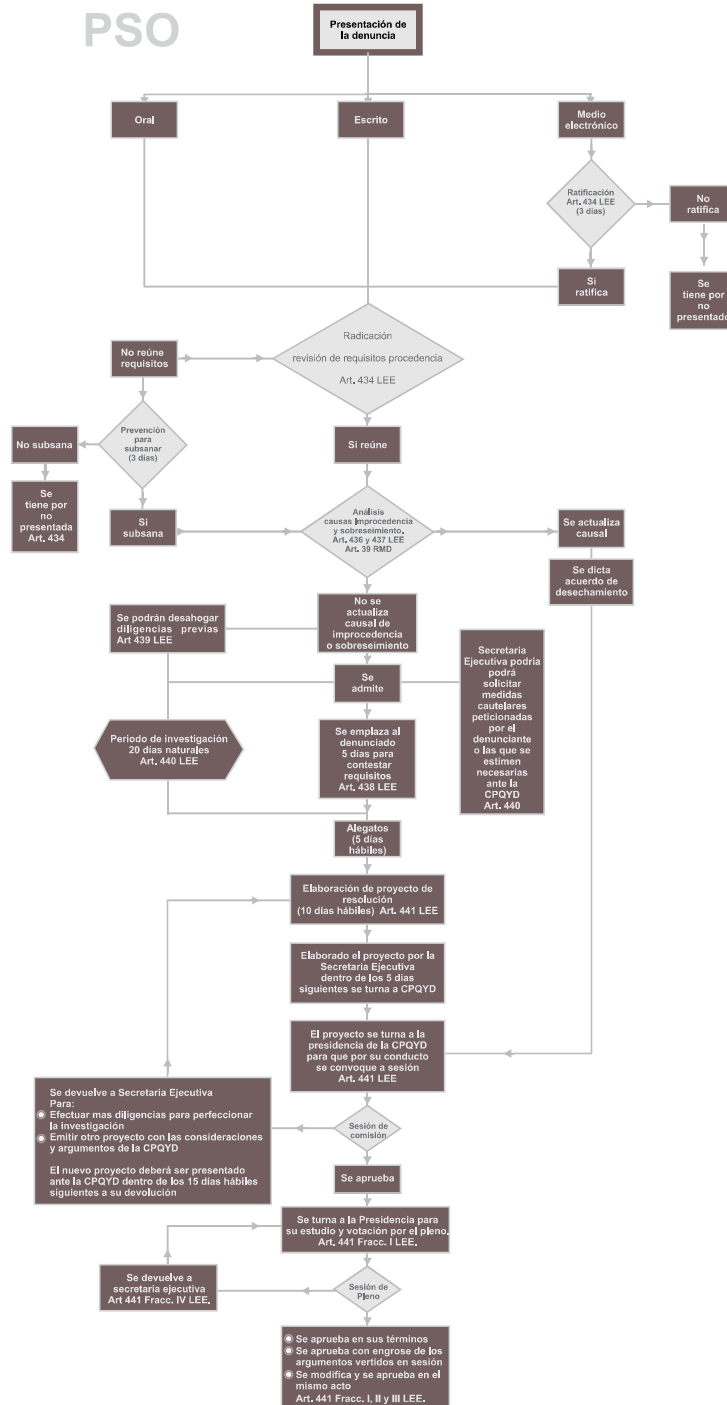 PSO
Presentación de
la denuncia
Oral
Escrito
Medio
electrónico
Ratificación
Art. 434 LEE
(3 días)
No
ratifica
Si
ratifica
Se
tiene por
no
presentado
Radicación
revisión de requisitos procedencia
Art. 434 LEE
No reúne
requisitos
Prevención
para
subsanar
(3 días)
No subsana
Si reúne
Se
tiene por
no
presentada
Art. 434
Si
subsana
Análisis
causas Improcedencia
y sobreseimiento.
Art. 436 y 437 LEE
Art. 39 RMD
Se actualiza
causal
Se dicta
acuerdo de
desechamiento
No se
actualiza
causal de
improcedencia
o sobreseimiento
Se podrán desahogar
diligencias previas
Art 439 LEE
Se
admite
Secretaria
Ejecutiva podría
podrá
solicitar
medidas
cautelares
peticionadas
por el
denunciante
o las que se
estimen
necesarias
ante la
CPQYD
Art. 440
Periodo de investigación
20 días naturales
Art. 440 LEE
Se emplaza al
denunciado
5 días para
contestar
requisitos
Art. 438 LEE
Alegatos
(5 días
hábiles)
Elaboración de proyecto de
resolución
(10 días hábiles) Art. 441 LEE
Elaborado el proyecto por la
Secretaria Ejecutiva
dentro de los 5 días
siguientes se turna a CPQYD
El proyecto se turna a la
presidencia de la CPQYD
para que por su conducto
se convoque a sesión
Art. 441 LEE
Se devuelve a Secretaria Ejecutiva
Para:
Efectuar mas diligencias para perfeccionar
la investigación
Emitir otro proyecto con las consideraciones
y argumentos de la CPQYD
El nuevo proyecto deberá ser presentado
ante la CPQYD dentro de los 15 días hábiles
siguientes a su devolución
Sesión de
comisión
Se aprueba
Se turna a la Presidencia para
su estudio y votación por el pleno.
Art. 441 Fracc. I LEE.
Se devuelve a
secretaria ejecutiva
Art 441 Fracc. IV LEE.
Sesión de
Pleno
Se aprueba en sus términos
Se aprueba con engrose de los
argumentos vertidos en sesión
Se modifica y se aprueba en el
mismo acto
Art. 441 Fracc. I, II y III LEE.